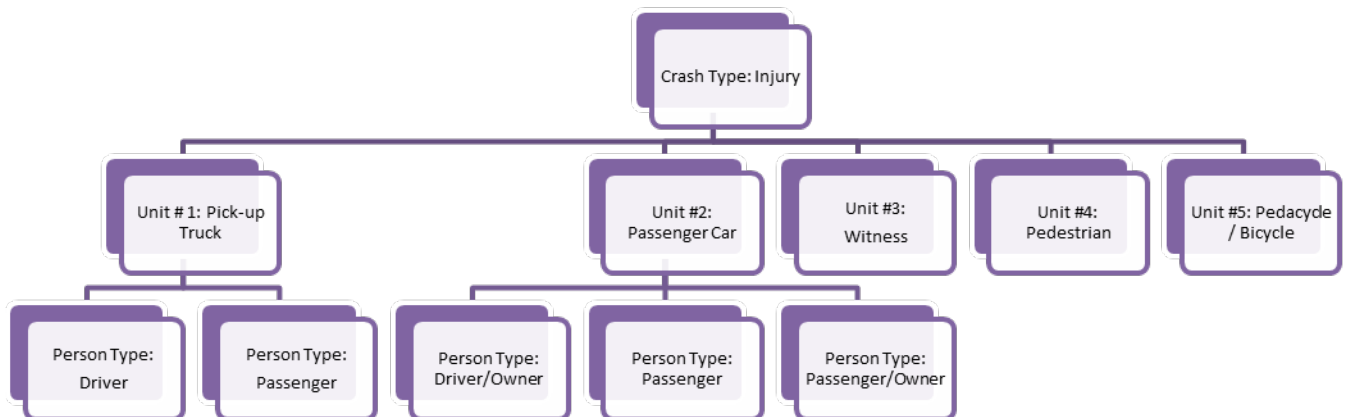 Crash Type: Injury
Unit # 1: Pick-up
Truck
Unit #2:
Passenger Car
Unit #3:
Witness
Unit #4:
Pedestrian
Unit #5: Pedacycle
/ Bicycle
Person Type:
Driver
Person Type:
Passenger
Person Type:
Driver/Owner
Person Type:
Passenger
Person Type:
Passenger/Owner